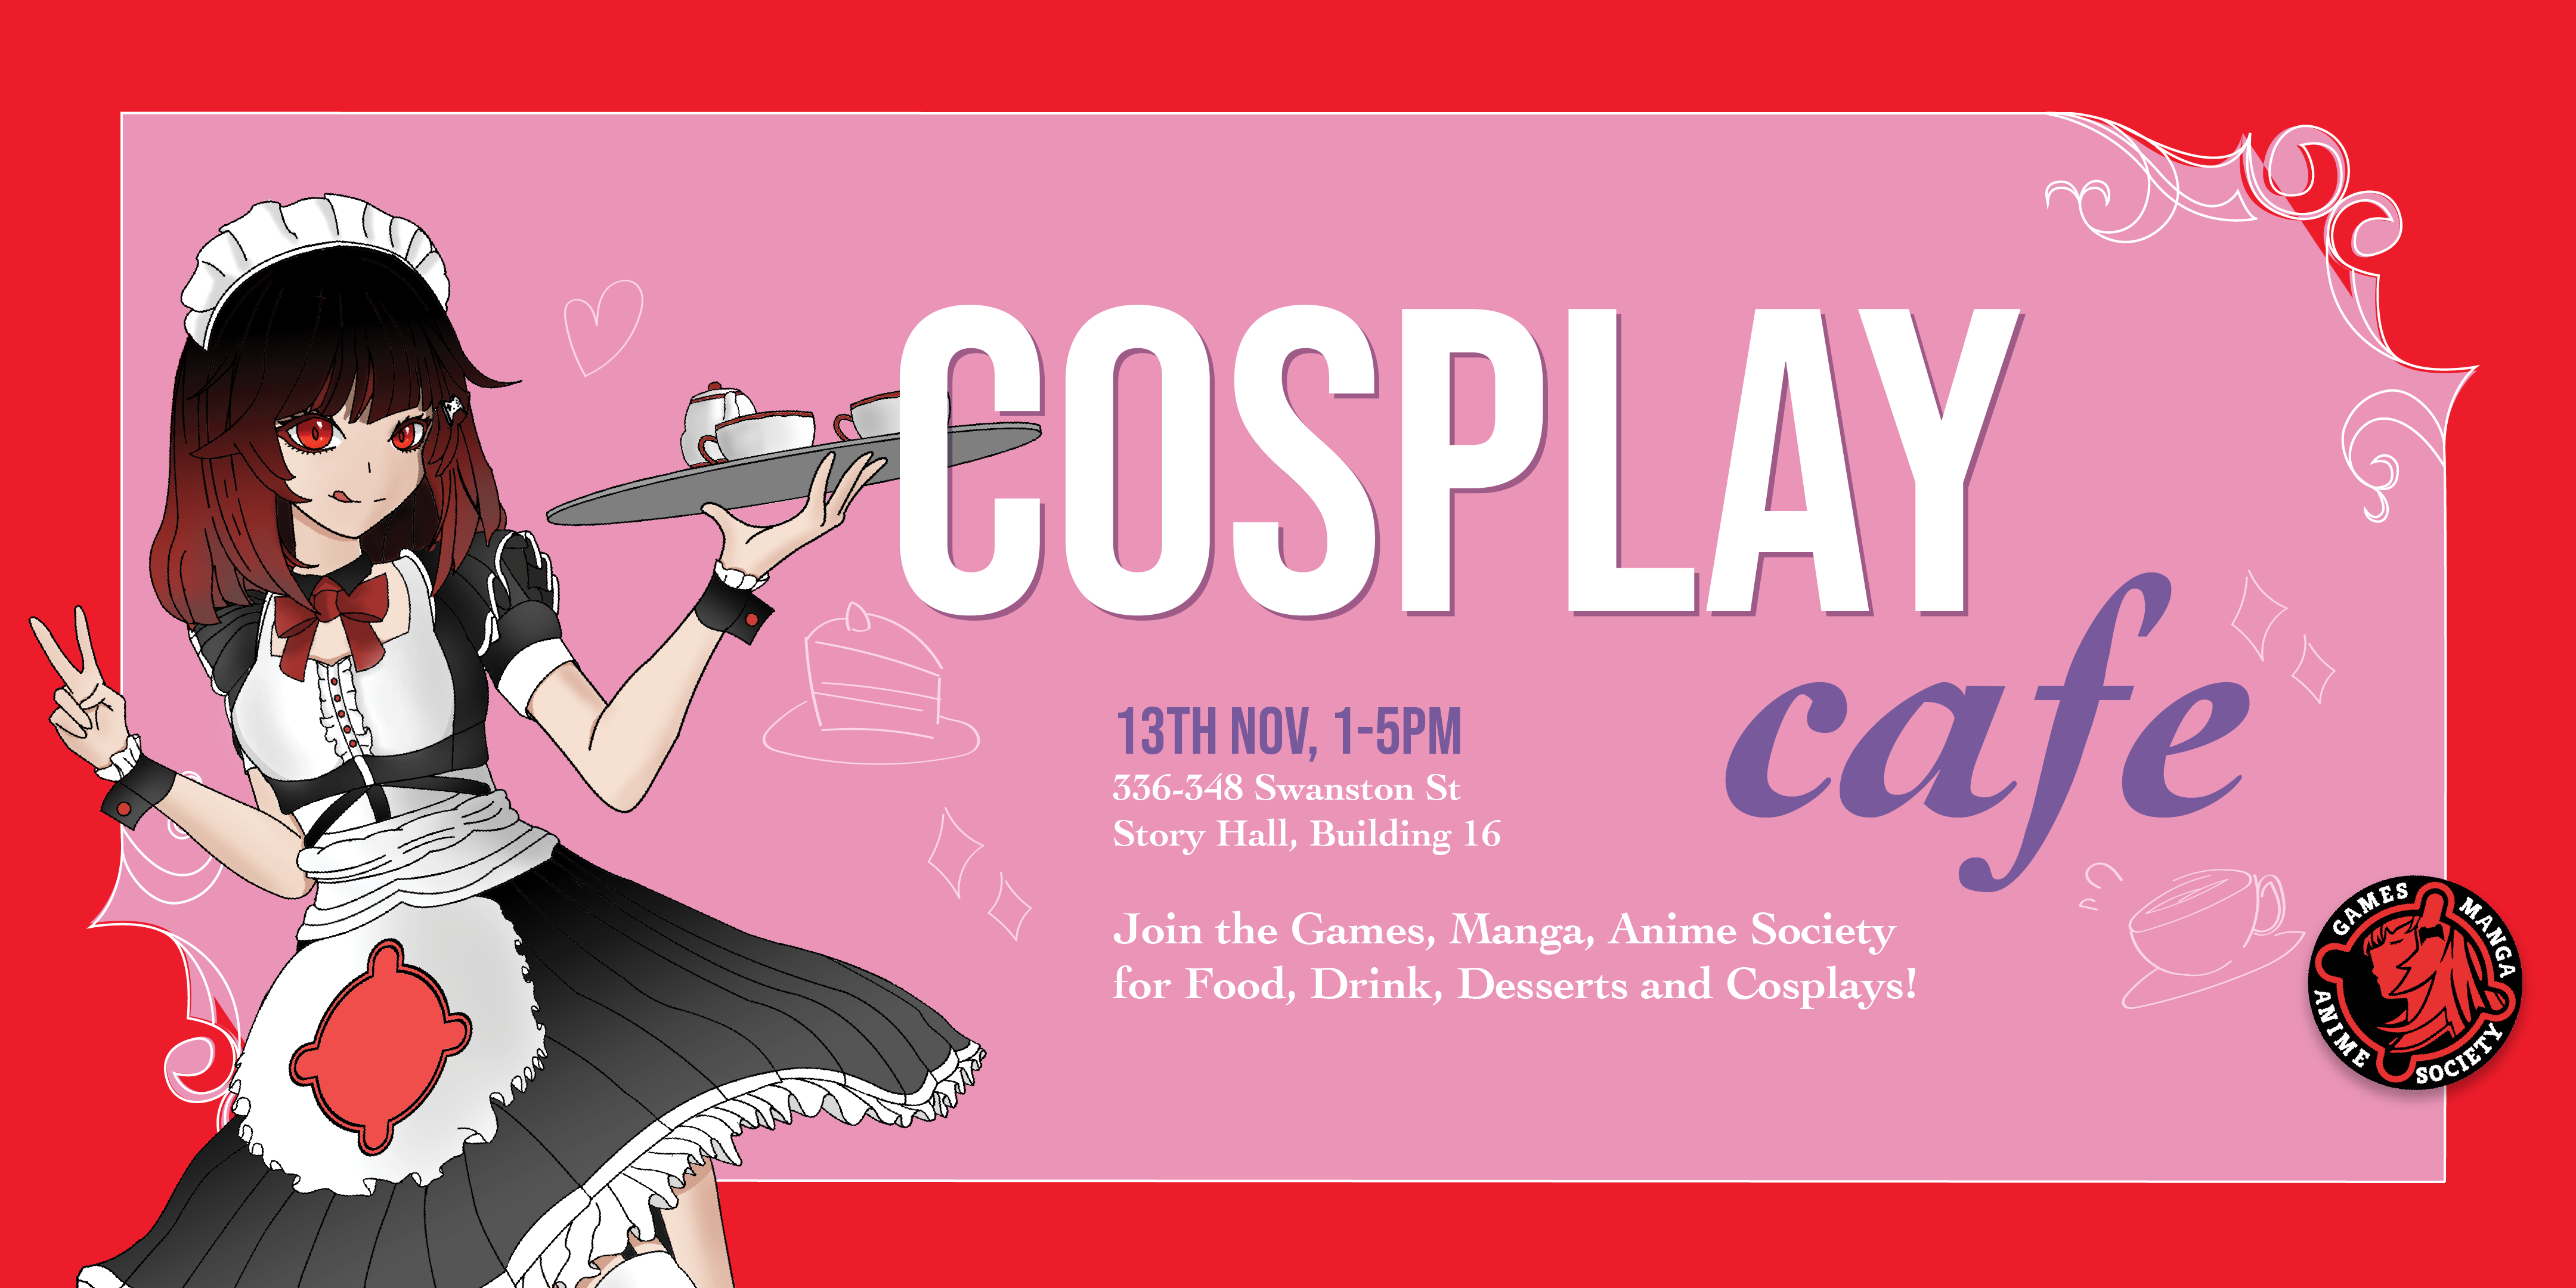 COSPLAY
cafe
13TH NOV, 1-5PM
336-348 Swanston St
Story Hall, Building 16
Join the Games, Manga, Anime Society
for Food, Drink, Desserts and Cosplays!
GAMES MANGA
ANIME SOCIETY